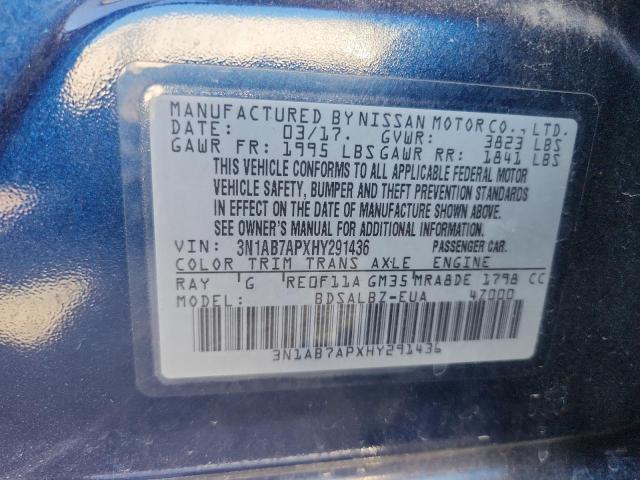 MANUFACTURED BY NISSAN MOTOR CO., LTD.
DATE: 03/17. GVWR: 3823 LBS
GAWR FR: 1995 LBS GAWR RR: 1841 LBS
THIS VEHICLE CONFORMS TO ALL APPLICABLE FEDERAL MOTOR
VEHICLE SAFETY, BUMPER AND THEFT PREVENTION STANDARDS
IN EFFECT ON THE DATE OF MANUFACTURE SHOWN ABOVE.
SEE OWNER'S MANUAL FOR ADDITIONAL INFORMATION.
VIN: 3N1AB7APXHY291436 PASSENGER CAR.
COLOR TRIM TRANS AXLE ENGINE
RAY G RE0F11A GM35 MRA8DE 1798 CC
MODEL: BDSALBZ-EUA 47000
3N1AB7APXHY291436